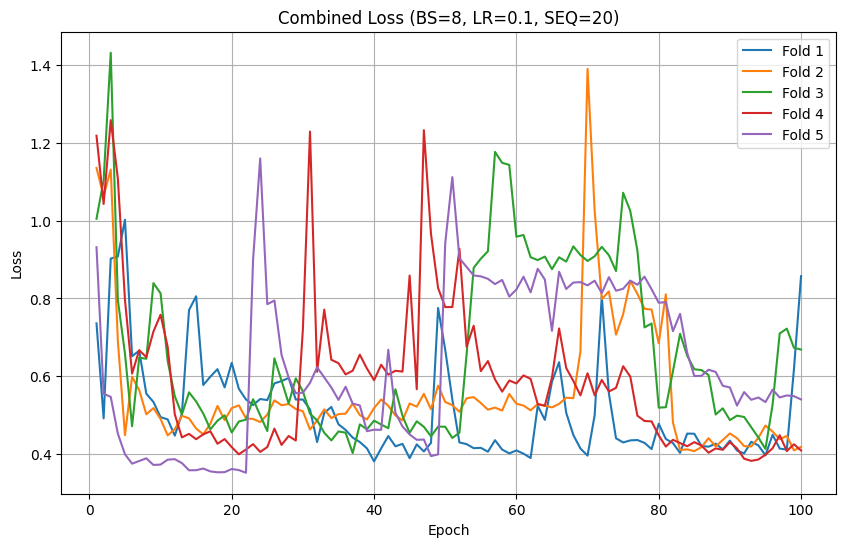 Combined Loss (BS=8, LR=0.1, SEQ=20)
Fold 1
Fold 2
Fold 3
Fold 4
Fold 5
Loss
1.4
1.2
1.0
0.8
0.6
0.4
0 20 40 60 80 100
Epoch